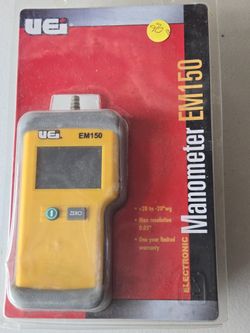 UEi
UEi
EM150
ZERO
ELECTRONIC
Manometer EM150
• +20 to -20"wg
• Max resolution
0.01"
• One year limited
warranty